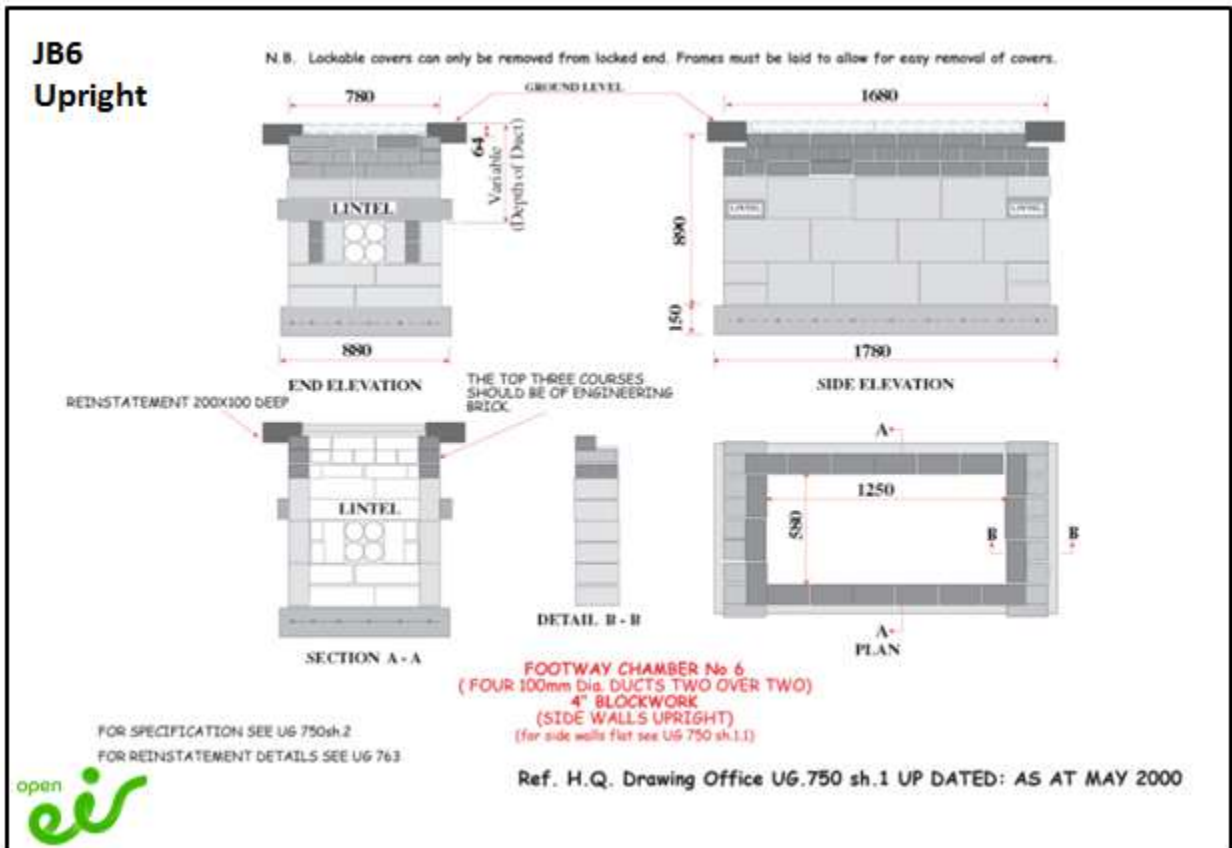 JB6
Upright
N.B. Lockable covers can only be removed from locked end. Frames must be laid to allow for easy removal of covers.
780
GROUND LEVEL
1680
64
Variable
(Depth of Duct)
LINTEL
LINTEL
LINTEL
890
150
880
1780
END ELEVATION
SIDE ELEVATION
REINSTATEMENT 200X100 DEEP
THE TOP THREE COURSES
SHOULD BE OF ENGINEERING
BRICK.
A
LINTEL
1250
580
B
B
DETAIL B - B
A
PLAN
SECTION A - A
FOOTWAY CHAMBER No 6
( FOUR 100mm Dia. DUCTS TWO OVER TWO)
4" BLOCKWORK
(SIDE WALLS UPRIGHT)
(for side walls flat see UG 750 sh.1.1)
FOR SPECIFICATION SEE UG 750sh.2
FOR REINSTATEMENT DETAILS SEE UG 763
open
eir
Ref. H.Q. Drawing Office UG.750 sh.1 UP DATED: AS AT MAY 2000